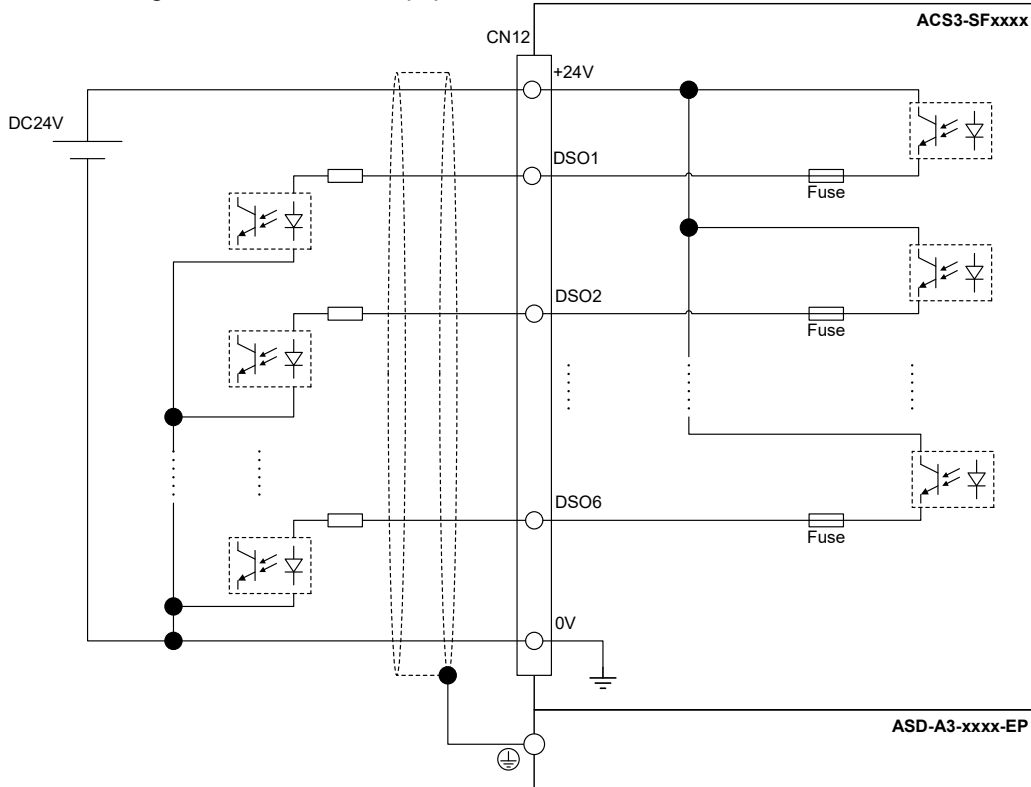 ACS3-SFxxxx
CN12
+24V
DC24V
DSO1
Fuse
DSO2
Fuse
DSO6
Fuse
0V
ASD-A3-xxxx-EP